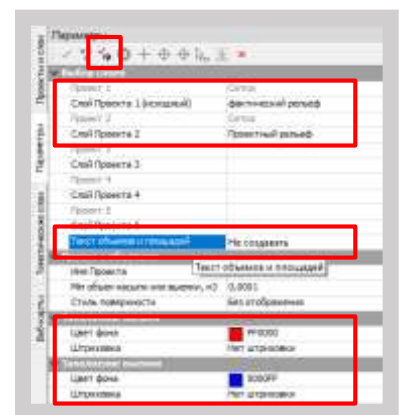 Параметры
Проекты и слои
Параметры
Тематические слои
Выбор слоев
Проект 1 Сетка
Слой Проекта 1 (исходный) фактический рельеф
Проект 2 Сетка
Слой Проекта 2 Проектный рельеф
Проект 3
Слой Проекта 3
Проект 4
Слой Проекта 4
Проект 5
Текст объемов и площадей Не создавать
Текст объемов и площадей
Имя Проекта
Min объем насыпи или выемки, м3 0,0001
Стиль поверхности Без отображения
Цвет фона FF0000
Штриховка Нет штриховки
Цвет фона 0000FF
Штриховка Нет штриховки